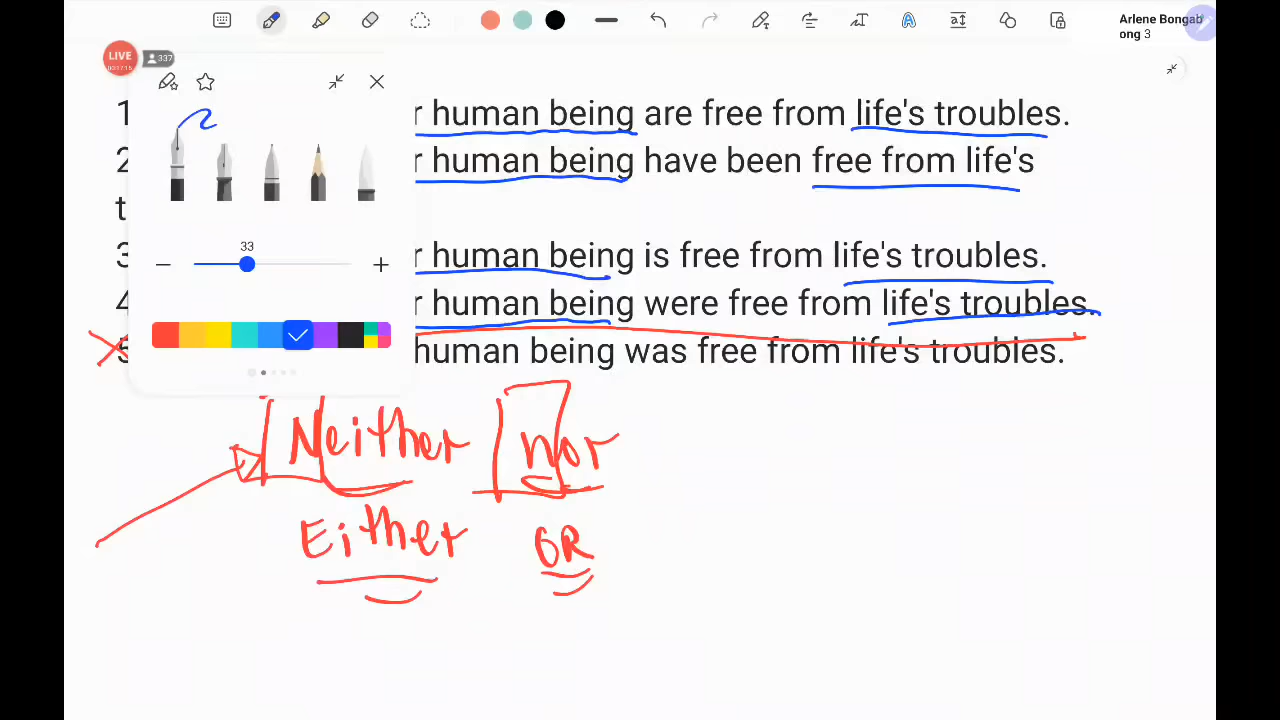 Arlene Bongab
ong 3
LIVE
337
1 r human being are free from life's troubles.
2 r human being have been free from life's
t
33
3 r human being is free from life's troubles.
4 r human being were free from life's troubles.
5 human being was free from life's troubles.
Neither nor
Either OR